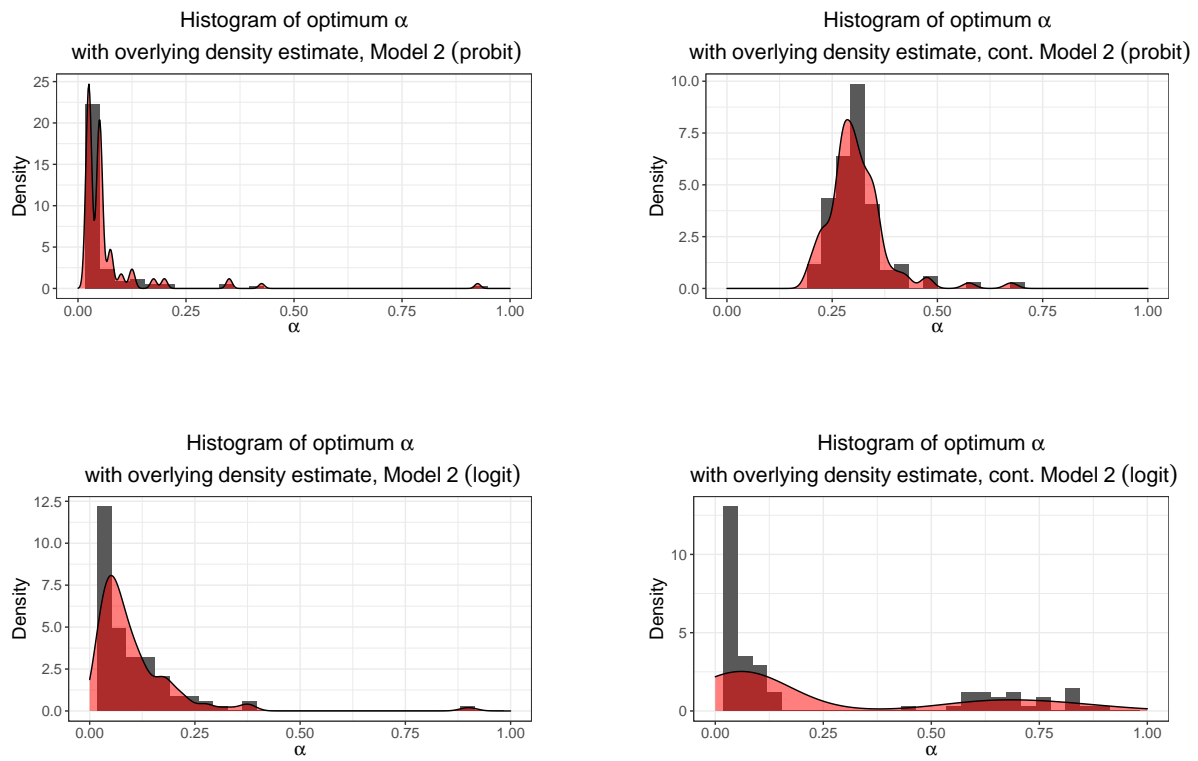 Histogram of optimum α
with overlying density estimate, Model 2 (probit)
25
20
15
10
5
0
Density
0.00 0.25 0.50 0.75 1.00
α
Histogram of optimum α
with overlying density estimate, cont. Model 2 (probit)
10.0
7.5
5.0
2.5
0.0
Density
0.00 0.25 0.50 0.75 1.00
α
Histogram of optimum α
with overlying density estimate, Model 2 (logit)
12.5
10.0
7.5
5.0
2.5
0.0
Density
0.00 0.25 0.50 0.75 1.00
α
Histogram of optimum α
with overlying density estimate, cont. Model 2 (logit)
10
5
0
Density
0.00 0.25 0.50 0.75 1.00
α